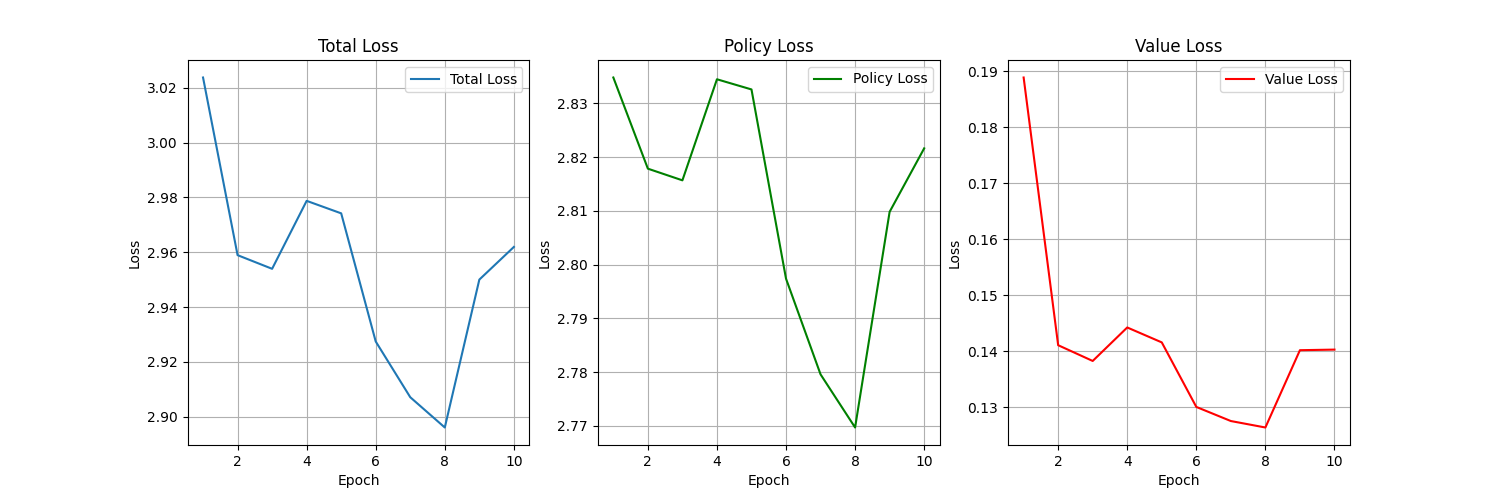 Total Loss
Total Loss
3.02
3.00
2.98
2.96
2.94
2.92
2.90
Loss
2 4 6 8 10
Epoch
Policy Loss
Policy Loss
2.83
2.82
2.81
2.80
2.79
2.78
2.77
Loss
2 4 6 8 10
Epoch
Value Loss
Value Loss
0.19
0.18
0.17
0.16
0.15
0.14
0.13
Loss
2 4 6 8 10
Epoch